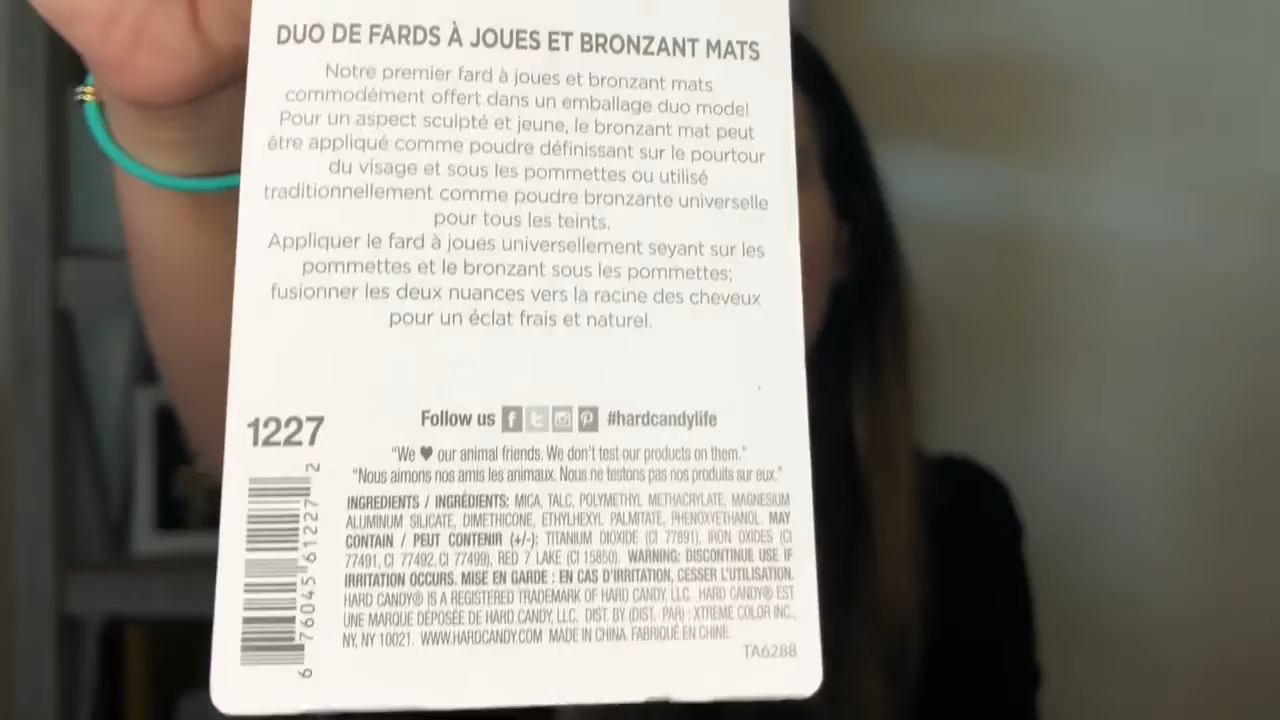 DUO DE FARDS À JOUES ET BRONZANT MATS
Notre premier fard à joues et bronzant mats
commodément offert dans un emballage duo mode!
Pour un aspect sculpté et jeune, le bronzant mat peut
être appliqué comme poudre définissant sur le pourtour
du visage et sous les pommettes ou utilisé
traditionnellement comme poudre bronzante universelle
pour tous les teints.
Appliquer le fard à joues universellement seyant sur les
pommettes et le bronzant sous les pommettes;
fusionner les deux nuances vers la racine des cheveux
pour un éclat frais et naturel.
1227
Follow us f t #hardcandylife
“We ♥ our animal friends. We don't test our products on them.”
“Nous aimons nos amis les animaux. Nous ne testons pas nos produits sur eux.”
INGREDIENTS / INGRÉDIENTS: MICA, TALC, POLYMETHYL METHACRYLATE, MAGNESIUM
ALUMINUM SILICATE, DIMETHICONE, ETHYLHEXYL PALMITATE, PHENOXYETHANOL. MAY
CONTAIN / PEUT CONTENIR (+/-): TITANIUM DIOXIDE (CI 77891), IRON OXIDES (CI
77491, CI 77492, CI 77499), RED 7 LAKE (CI 15850). WARNING: DISCONTINUE USE IF
IRRITATION OCCURS. MISE EN GARDE : EN CAS D'IRRITATION, CESSER L'UTILISATION.
HARD CANDY® IS A REGISTERED TRADEMARK OF HARD CANDY, LLC. HARD CANDY® EST
UNE MARQUE DÉPOSÉE DE HARD CANDY, LLC. DIST. BY (DIST. PAR) : XTREME COLOR INC.,
NY, NY 10021. WWW.HARDCANDY.COM MADE IN CHINA. FABRIQUÉ EN CHINE.
TA6288
6 76045 61227 2